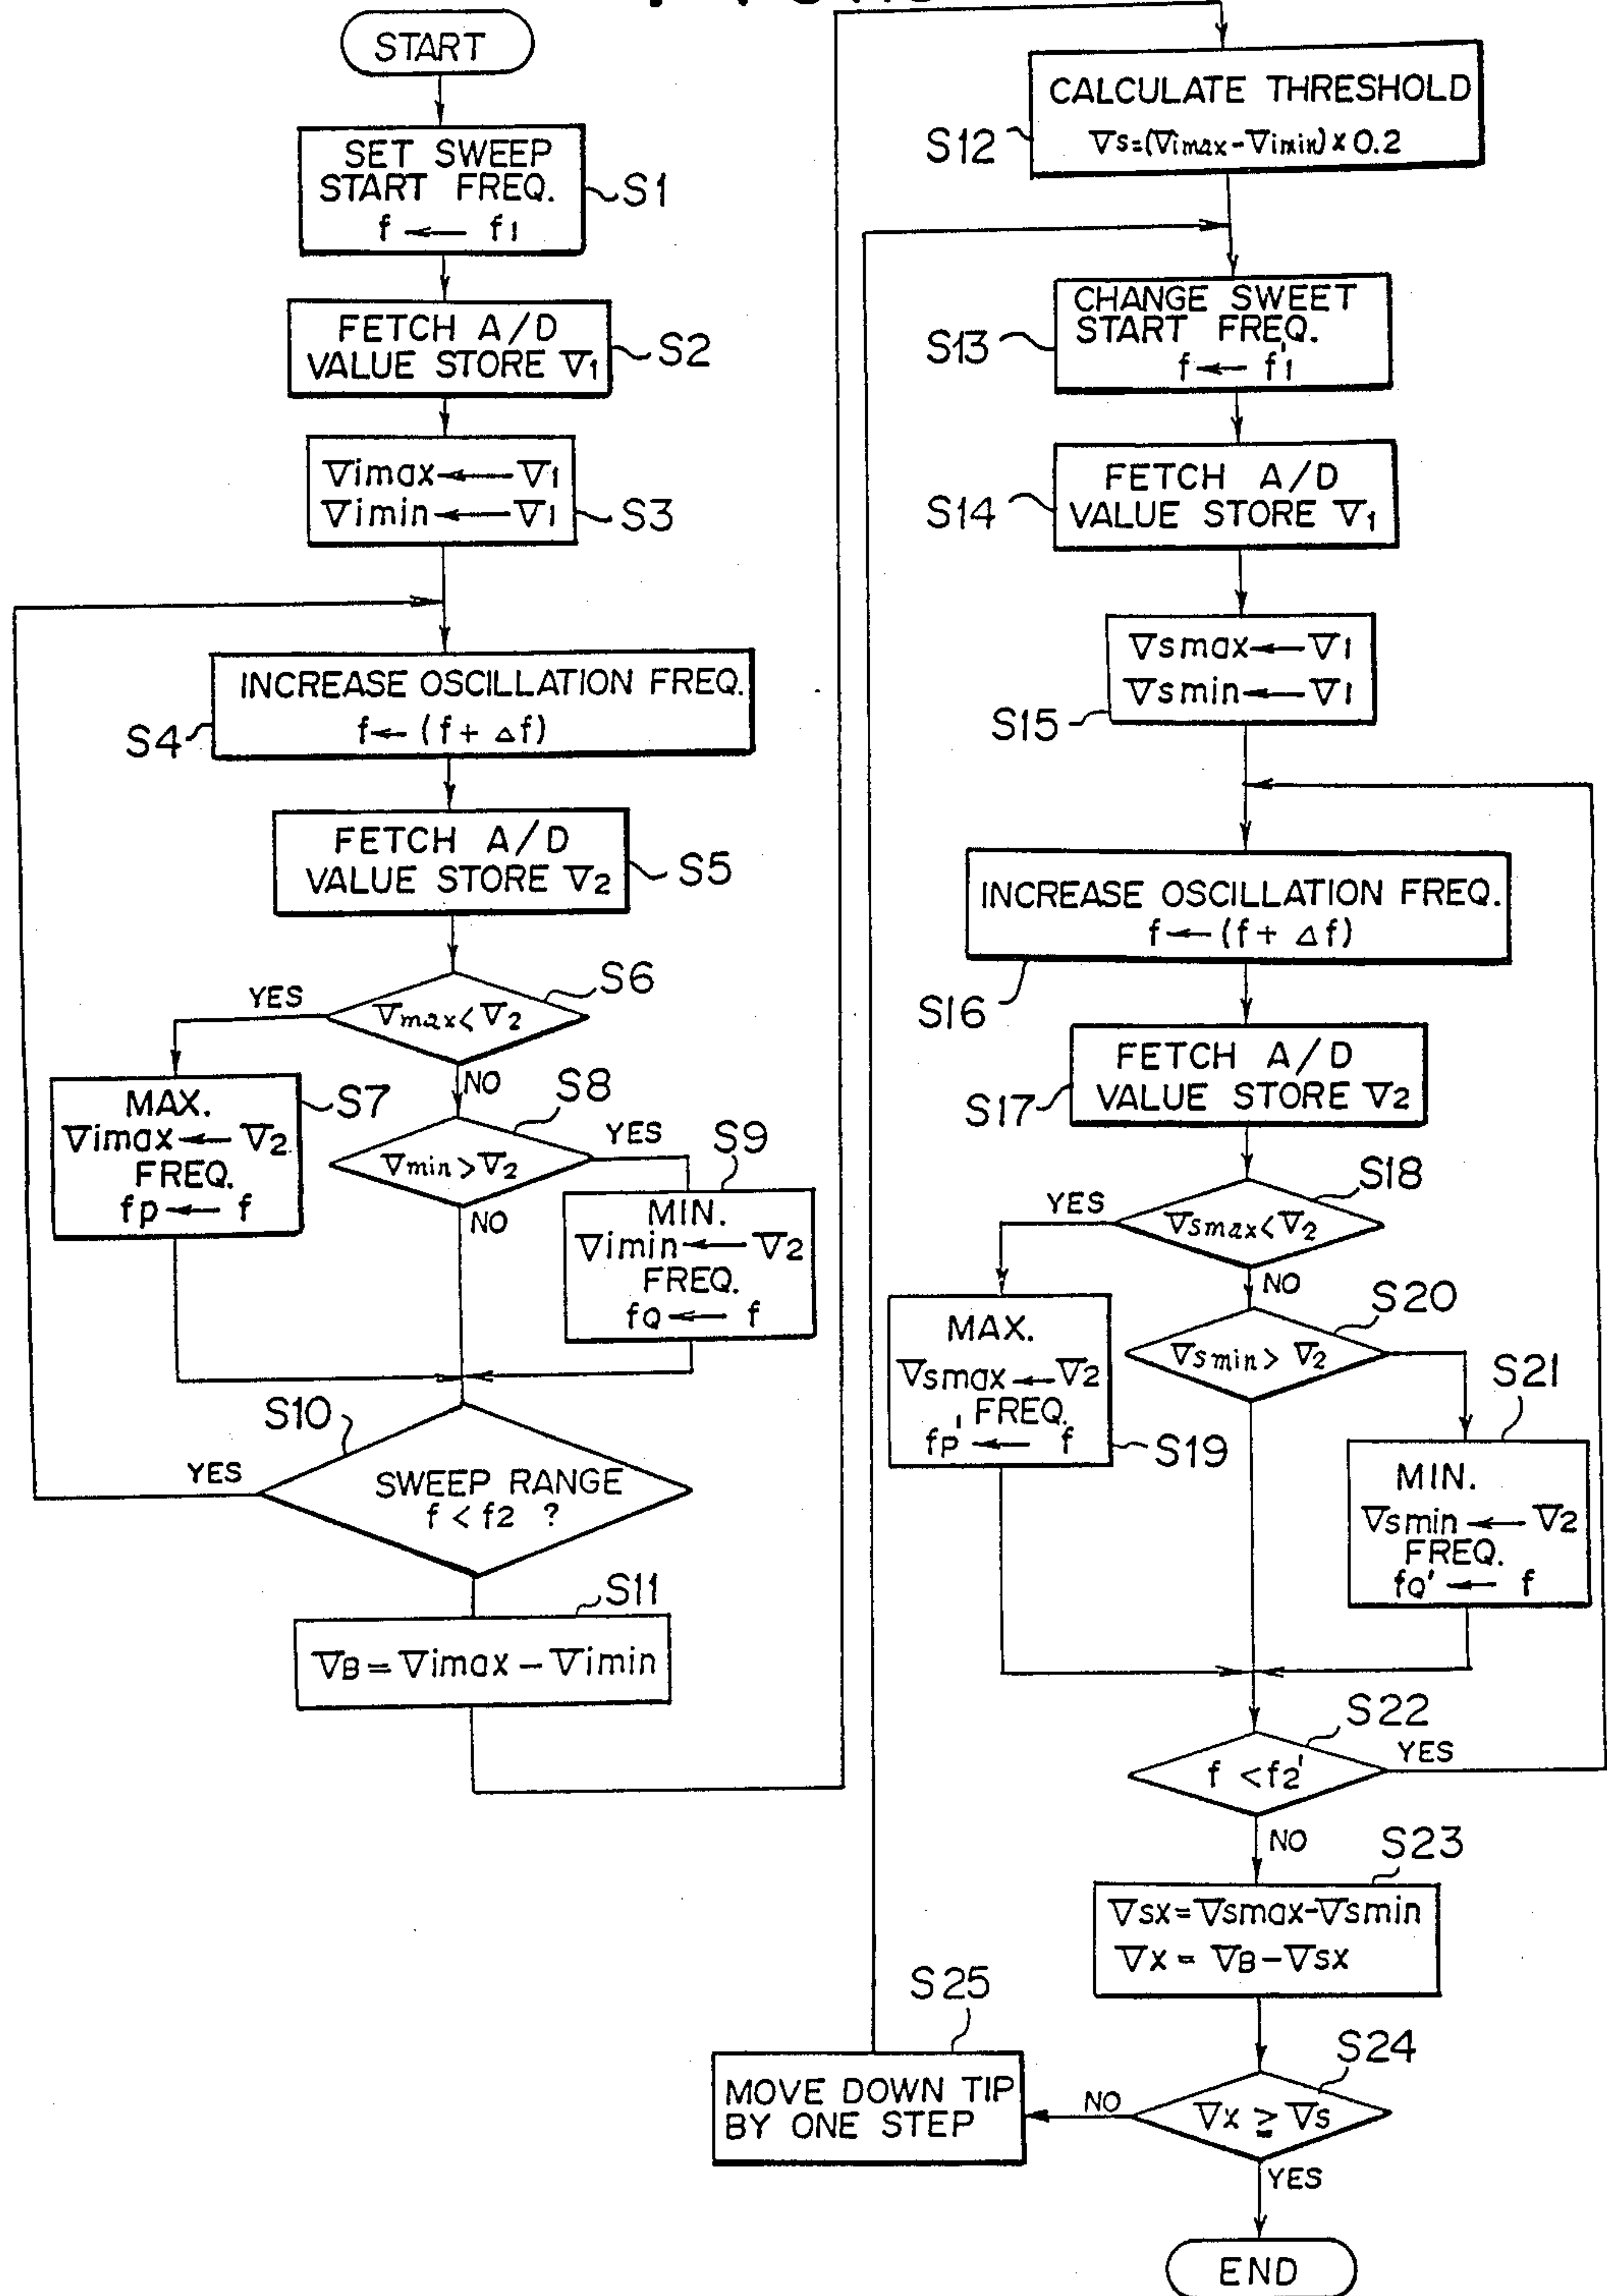 START
SET SWEEP
START FREQ.
f ← f1
S1
FETCH A/D
VALUE STORE V1
S2
Vimax ← V1
Vimin ← V1
S3
INCREASE OSCILLATION FREQ.
f ← (f + Δf)
S4
FETCH A/D
VALUE STORE V2
S5
S6
YES
Vmax < V2
NO
MAX.
Vimax ← V2
FREQ.
fP ← f
S7
S8
Vmin > V2
YES
NO
S9
MIN.
Vimin ← V2
FREQ.
fQ ← f
S10
YES
SWEEP RANGE
f < f2 ?
S11
VB = Vimax − Vimin
CALCULATE THRESHOLD
Vs=(Vimax-Vimin) × 0.2
S12
CHANGE SWEET
START FREQ.
f ← f1'
S13
FETCH A/D
VALUE STORE V1
S14
Vsmax ← V1
Vsmin ← V1
S15
INCREASE OSCILLATION FREQ.
f ← (f + Δf)
S16
FETCH A/D
VALUE STORE V2
S17
S18
YES
Vsmax < V2
NO
MAX.
Vsmax ← V2
FREQ.
fP' ← f
S19
S20
Vsmin > V2
S21
MIN.
Vsmin ← V2
FREQ.
fQ' ← f
S22
f < f2'
YES
NO
S23
Vsx = Vsmax-Vsmin
Vx = VB − Vsx
S24
Vx ≧ Vs
NO
YES
S25
MOVE DOWN TIP
BY ONE STEP
END